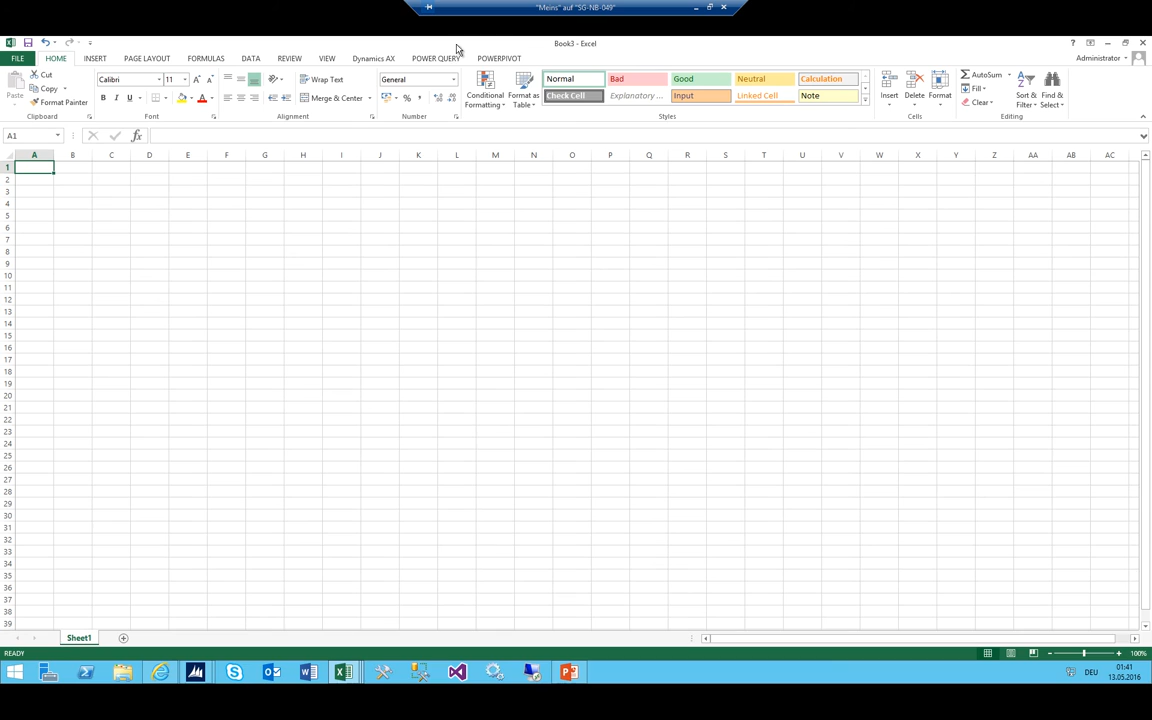 "Meins" auf "SG-NB-049"
Book3 - Excel
FILE HOME INSERT PAGE LAYOUT FORMULAS DATA REVIEW VIEW Dynamics AX POWER QUERY POWERPIVOT Administrator
Cut
Copy
Format Painter
Paste
Clipboard
Calibri 11
B I U
Font
Wrap Text
Merge & Center
Alignment
General
%
Number
Conditional Formatting
Format as Table
Normal Bad Good Neutral Calculation
Check Cell Explanatory ... Input Linked Cell Note
Styles
Insert Delete Format
Cells
AutoSum
Fill
Clear
Sort & Filter
Find & Select
Editing
A1
fx
A B C D E F G H I J K L M N O P Q R S T U V W X Y Z AA AB AC
1
2
3
4
5
6
7
8
9
10
11
12
13
14
15
16
17
18
19
20
21
22
23
24
25
26
27
28
29
30
31
32
33
34
35
36
37
38
39
Sheet1
READY
100%
DEU
01:41
13.05.2016